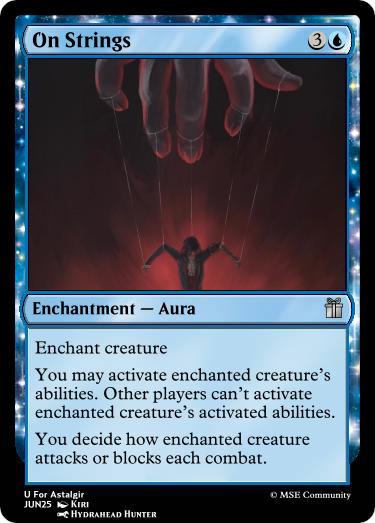 On Strings
3
Enchantment — Aura
Enchant creature
You may activate enchanted creature's
abilities. Other players can't activate
enchanted creature's activated abilities.
You decide how enchanted creature
attacks or blocks each combat.
U For Astalgir
© MSE Community
JUN25 Kiri
Hydrahead Hunter